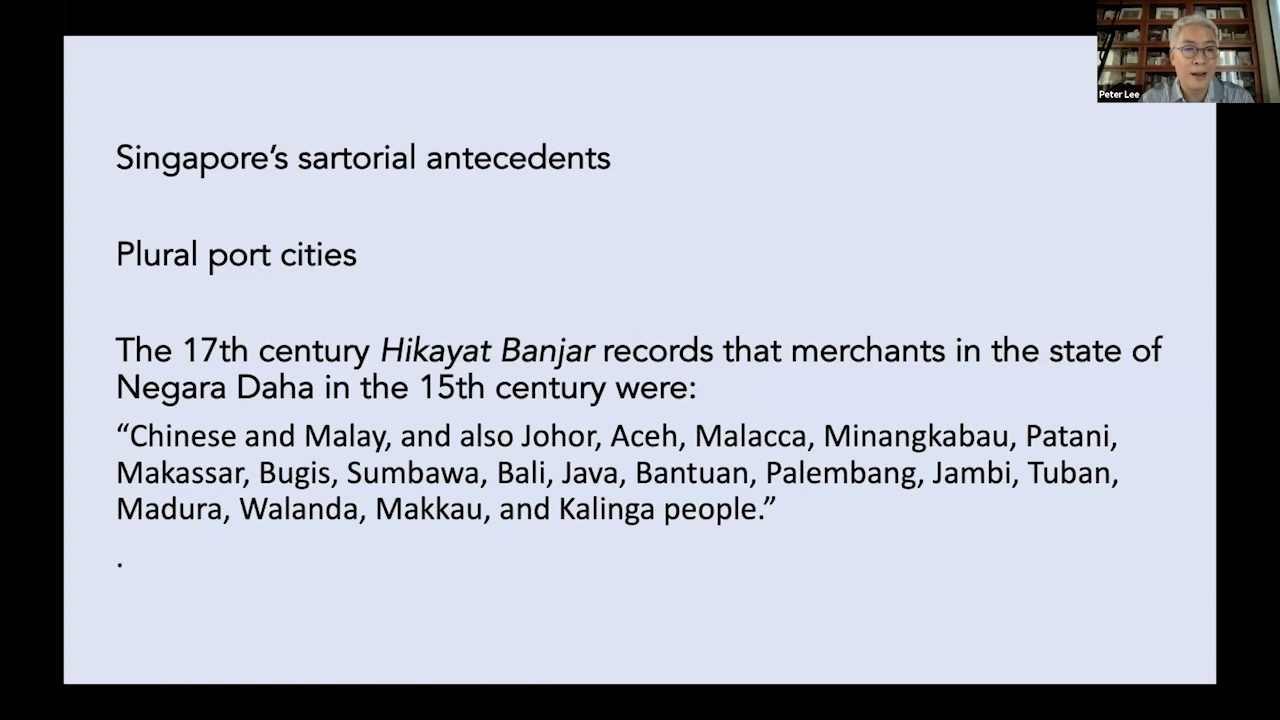 Peter Lee
Singapore’s sartorial antecedents
Plural port cities
The 17th century Hikayat Banjar records that merchants in the state of
Negara Daha in the 15th century were:
“Chinese and Malay, and also Johor, Aceh, Malacca, Minangkabau, Patani,
Makassar, Bugis, Sumbawa, Bali, Java, Bantuan, Palembang, Jambi, Tuban,
Madura, Walanda, Makkau, and Kalinga people.”
.